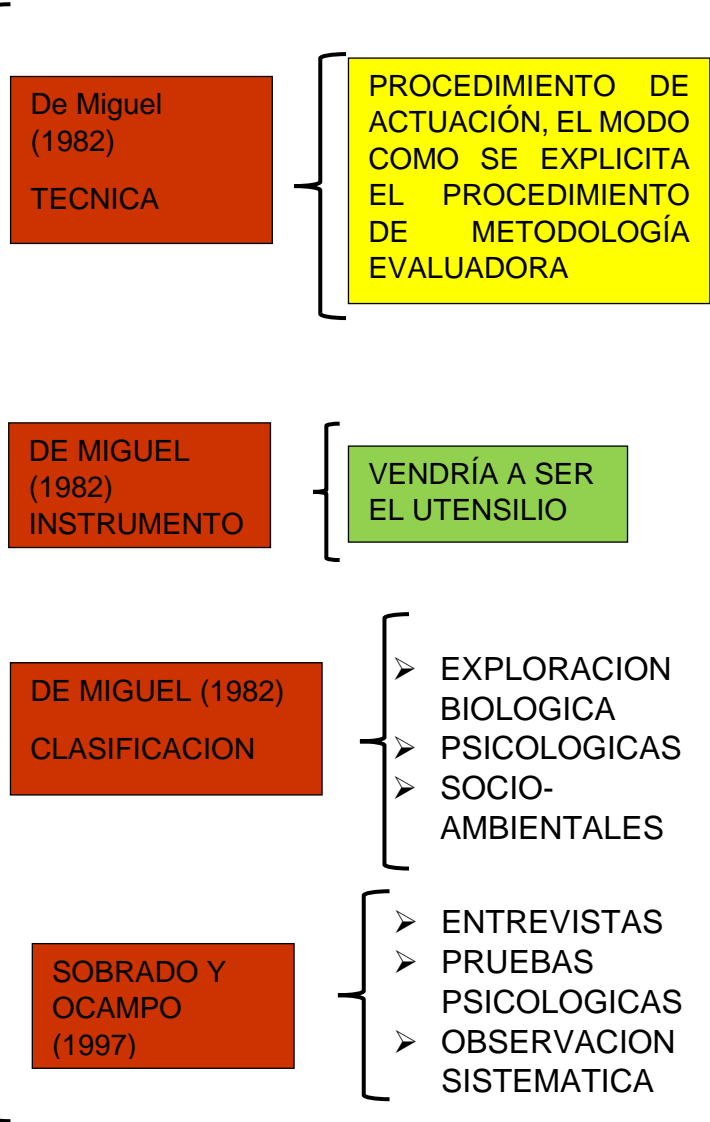 De Miguel
(1982)
TECNICA
PROCEDIMIENTO DE
ACTUACIÓN, EL MODO
COMO SE EXPLICITA
EL PROCEDIMIENTO
DE METODOLOGÍA
EVALUADORA
DE MIGUEL
(1982)
INSTRUMENTO
VENDRÍA A SER
EL UTENSILIO
DE MIGUEL (1982)
CLASIFICACION
➢ EXPLORACION
BIOLOGICA
➢ PSICOLOGICAS
➢ SOCIO-
AMBIENTALES
SOBRADO Y
OCAMPO
(1997)
➢ ENTREVISTAS
➢ PRUEBAS
PSICOLOGICAS
➢ OBSERVACION
SISTEMATICA